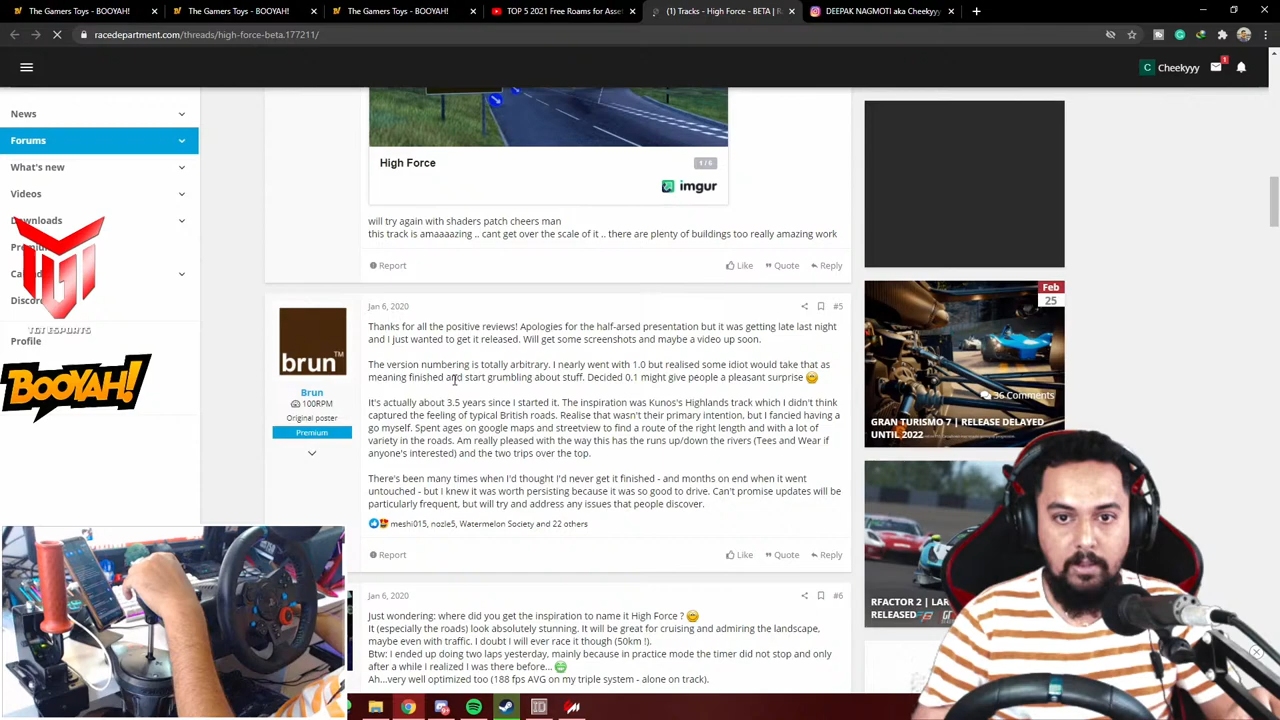 The Gamers Toys - BOOYAH!
The Gamers Toys - BOOYAH!
The Gamers Toys - BOOYAH!
TOP 5 2021 Free Roams for Asset
(1) Tracks - High Force - BETA | R
DEEPAK NAGMOTI aka Cheekyy
racedepartment.com/threads/high-force-beta.177211/
C Cheekyyy
1
News
Forums
What's new
Videos
Downloads
Discord
Profile
TGT ESPORTS
BOOYAH!
High Force
1 / 6
imgur
will try again with shaders patch cheers man
this track is amaaaazing .. cant get over the scale of it .. there are plenty of buildings too really amazing work
Report
Like
Quote
Reply
Jan 6, 2020
#5
brun™
Brun
100RPM
Original poster
Premium
Thanks for all the positive reviews! Apologies for the half-arsed presentation but it was getting late last night
and I just wanted to get it released. Will get some screenshots and maybe a video up soon.
The version numbering is totally arbitrary. I nearly went with 1.0 but realised some idiot would take that as
meaning finished and start grumbling about stuff. Decided 0.1 might give people a pleasant surprise
It's actually about 3.5 years since I started it. The inspiration was Kunos's Highlands track which I didn't think
captured the feeling of typical British roads. Realise that wasn't their primary intention, but I fancied having a
go myself. Spent ages on google maps and streetview to find a route of the right length and with a lot of
variety in the roads. Am really pleased with the way this has the runs up/down the rivers (Tees and Wear if
anyone's interested) and the two trips over the top.
There's been many times when I'd thought I'd never get it finished - and months on end when it went
untouched - but I knew it was worth persisting because it was so good to drive. Can't promise updates will be
particularly frequent, but will try and address any issues that people discover.
meshi015, nozle5, Watermelon Society and 22 others
Report
Like
Quote
Reply
Jan 6, 2020
#6
Just wondering: where did you get the inspiration to name it High Force ?
It (especially the roads) look absolutely stunning. It will be great for cruising and admiring the landscape,
maybe even with traffic. I doubt I will ever race it though (50km !).
Btw: I ended up doing two laps yesterday, mainly because in practice mode the timer did not stop and only
after a while I realized I was there before...
Ah...very well optimized too (188 fps AVG on my triple system - alone on track).
Feb
25
36 Comments
GRAN TURISMO 7 | RELEASE DELAYED
UNTIL 2022
RFACTOR 2 |
RELEASED